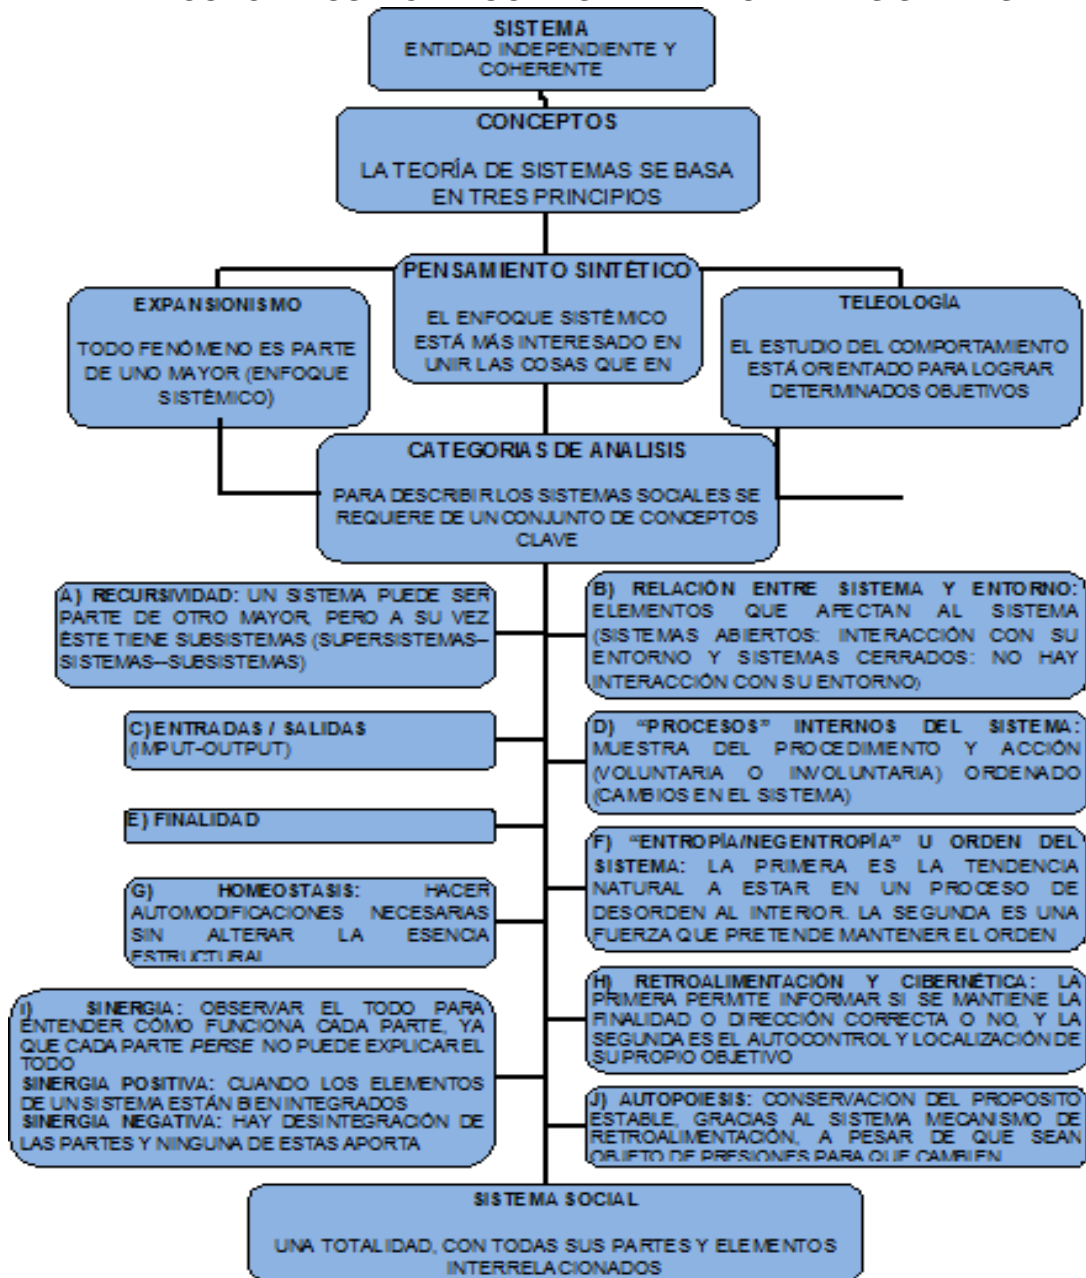 SISTEMA
ENTIDAD INDEPENDIENTE Y
COHERENTE
CONCEPTOS
LA TEORÍA DE SISTEMAS SE BASA
EN TRES PRINCIPIOS
PENSAMIENTO SINTÉTICO
EL ENFOQUE SISTÉMICO
ESTÁ MÁS INTERESADO EN
UNIR LAS COSAS QUE EN
EXPANSIONISMO
TODO FENÓMENO ES PARTE
DE UNO MAYOR (ENFOQUE
SISTÉMICO)
TELEOLOGÍA
EL ESTUDIO DEL COMPORTAMIENTO
ESTÁ ORIENTADO PARA LOGRAR
DETERMINADOS OBJETIVOS
CATEGORIAS DE ANALISIS
PARA DESCRIBIR LOS SISTEMAS SOCIALES SE
REQUIERE DE UN CONJUNTO DE CONCEPTOS
CLAVE
A) RECURSIVIDAD: UN SISTEMA PUEDE SER
PARTE DE OTRO MAYOR, PERO A SU VEZ
ÉSTE TIENE SUBSISTEMAS (SUPERSISTEMAS–
SISTEMAS–SUBSISTEMAS)
B) RELACIÓN ENTRE SISTEMA Y ENTORNO:
ELEMENTOS QUE AFECTAN AL SISTEMA
(SISTEMAS ABIERTOS: INTERACCIÓN CON SU
ENTORNO Y SISTEMAS CERRADOS: NO HAY
INTERACCIÓN CON SU ENTORNO)
C) ENTRADAS / SALIDAS
(IMPUT-OUTPUT)
D) “PROCESOS” INTERNOS DEL SISTEMA:
MUESTRA DEL PROCEDIMIENTO Y ACCIÓN
(VOLUNTARIA O INVOLUNTARIA) ORDENADO
(CAMBIOS EN EL SISTEMA)
E) FINALIDAD
F) “ENTROPÍA/NEGENTROPÍA” U ORDEN DEL
SISTEMA: LA PRIMERA ES LA TENDENCIA
NATURAL A ESTAR EN UN PROCESO DE
DESORDEN AL INTERIOR. LA SEGUNDA ES UNA
FUERZA QUE PRETENDE MANTENER EL ORDEN
G) HOMEOSTASIS: HACER
AUTOMODIFICACIONES NECESARIAS
SIN ALTERAR LA ESENCIA
ESTRUCTURAL
H) RETROALIMENTACIÓN Y CIBERNÉTICA: LA
PRIMERA PERMITE INFORMAR SI SE MANTIENE LA
FINALIDAD O DIRECCIÓN CORRECTA O NO, Y LA
SEGUNDA ES EL AUTOCONTROL Y LOCALIZACIÓN DE
SU PROPIO OBJETIVO
I) SINERGIA: OBSERVAR EL TODO PARA
ENTENDER CÓMO FUNCIONA CADA PARTE, YA
QUE CADA PARTE PERSE NO PUEDE EXPLICAR EL
TODO
SINERGIA POSITIVA: CUANDO LOS ELEMENTOS
DE UN SISTEMA ESTÁN BIEN INTEGRADOS
SINERGIA NEGATIVA: HAY DESINTEGRACIÓN DE
LAS PARTES Y NINGUNA DE ESTAS APORTA
J) AUTOPOIESIS: CONSERVACION DEL PROPOSITO
ESTABLE, GRACIAS AL SISTEMA MECANISMO DE
RETROALIMENTACIÓN, A PESAR DE QUE SEAN
OBJETO DE PRESIONES PARA QUE CAMBIEN
SISTEMA SOCIAL
UNA TOTALIDAD, CON TODAS SUS PARTES Y ELEMENTOS
INTERRELACIONADOS